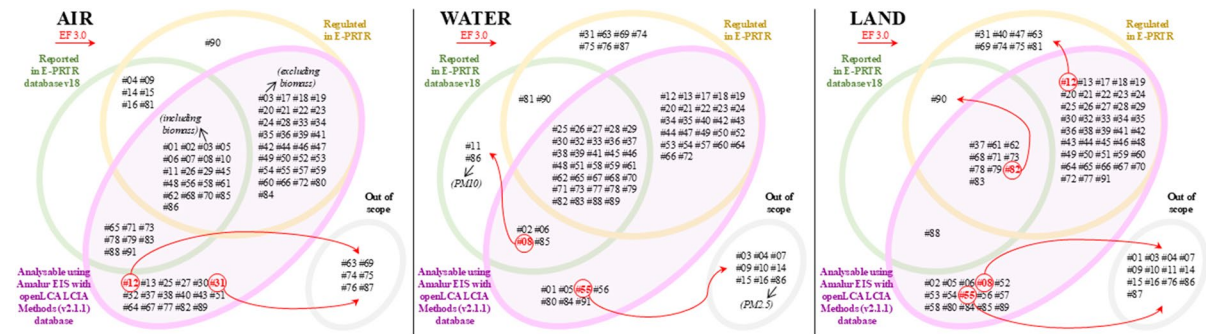 AIR
EF 3.0
Regulated
in E-PRTR
Reported
in E-PRTR
database v18
#90
#04 #09
#14 #15
#16 #81
(including
biomass)
(excluding
biomass)
#01 #02 #03 #05
#06 #07 #08 #10
#11 #26 #29 #45
#48 #56 #58 #61
#62 #68 #70 #85
#86
#03 #17 #18 #19
#20 #21 #22 #23
#24 #28 #33 #34
#35 #36 #39 #41
#42 #44 #46 #47
#49 #50 #52 #53
#54 #55 #57 #59
#60 #66 #72 #80
#84
#65 #71 #73
#78 #79 #83
#88 #91
Out of
scope
#63 #69
#74 #75
#76 #87
Analysable using
Amalur EIS with
openLCA LCIA
Methods (v2.1.1)
database
#12 #13 #25 #27 #30 #31
#32 #37 #38 #40 #43 #51
#64 #67 #77 #82 #89
WATER
EF 3.0
Regulated
in E-PRTR
Reported
in E-PRTR
database v18
#31 #63 #69 #74
#75 #76 #87
#81 #90
#12 #13 #17 #18 #19
#20 #21 #22 #23 #24
#34 #35 #40 #42 #43
#44 #47 #49 #50 #52
#53 #54 #57 #60 #64
#66 #72
#25 #26 #27 #28 #29
#30 #32 #33 #36 #37
#38 #39 #41 #45 #46
#48 #51 #58 #59 #61
#62 #65 #67 #68 #70
#71 #73 #77 #78 #79
#82 #83 #88 #89
#11
#86
(PM10)
#02 #06
#08 #85
Out of
scope
#03 #04 #07
#09 #10 #14
#15 #16 #86
(PM2.5)
Analysable using
Amalur EIS with
openLCA LCIA
Methods (v2.1.1)
database
#01 #05 #55 #56
#80 #84 #91
LAND
EF 3.0
Regulated
in E-PRTR
Reported
in E-PRTR
database v18
#31 #40 #47 #63
#69 #74 #75 #81
#90
#12 #13 #17 #18 #19
#20 #21 #22 #23 #24
#25 #26 #27 #28 #29
#30 #32 #33 #34 #35
#36 #38 #39 #41 #42
#43 #44 #45 #46 #48
#49 #50 #51 #59 #60
#64 #65 #66 #67 #70
#72 #77 #91
#37 #61 #62
#68 #71 #73
#78 #79 #82
#83
#88
Out of
scope
#01 #03 #04 #07
#09 #10 #11 #14
#15 #16 #76 #86
#87
Analysable using
Amalur EIS with
openLCA LCIA
Methods (v2.1.1)
database
#02 #05 #06 #08 #52
#53 #54 #55 #56 #57
#58 #80 #84 #85 #89